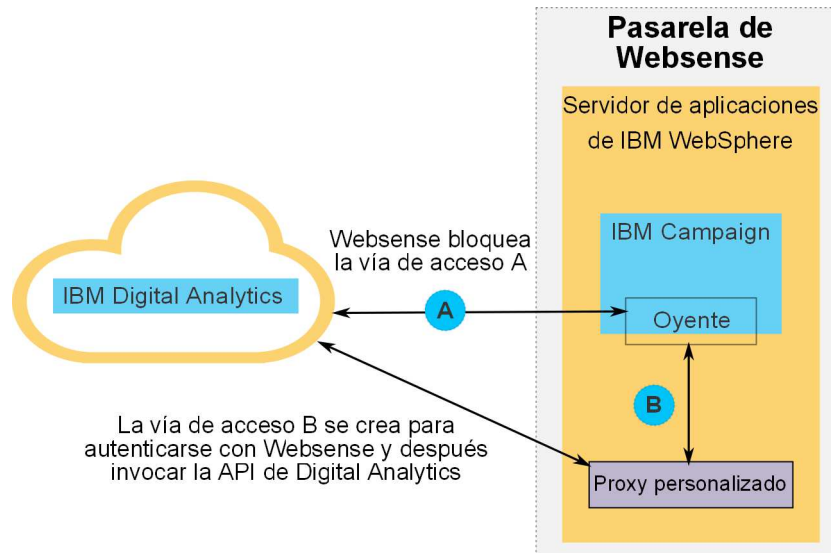 Pasarela de
Websense
Servidor de aplicaciones
de IBM WebSphere
IBM Campaign
Websense bloquea
la vía de acceso A
IBM Digital Analytics
A
Oyente
B
La vía de acceso B se crea para
autenticarse con Websense y después
invocar la API de Digital Analytics
Proxy personalizado